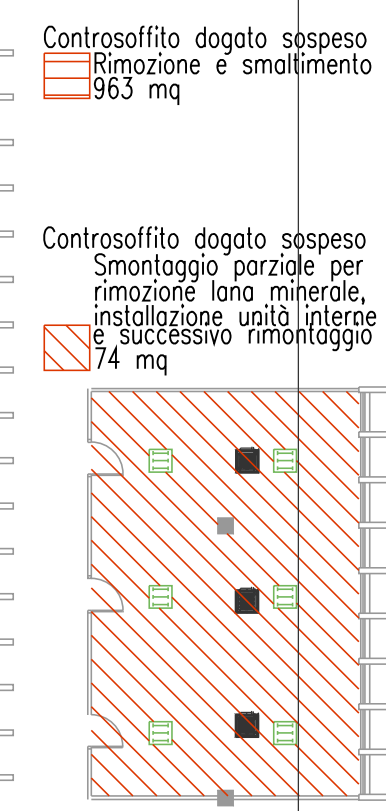 Controsoffito dogato sospeso
Rimozione e smaltimento
963 mq
Controsoffito dogato sospeso
Smontaggio parziale per
rimozione lana minerale,
installazione unità interne
e successivo rimontaggio
74 mq